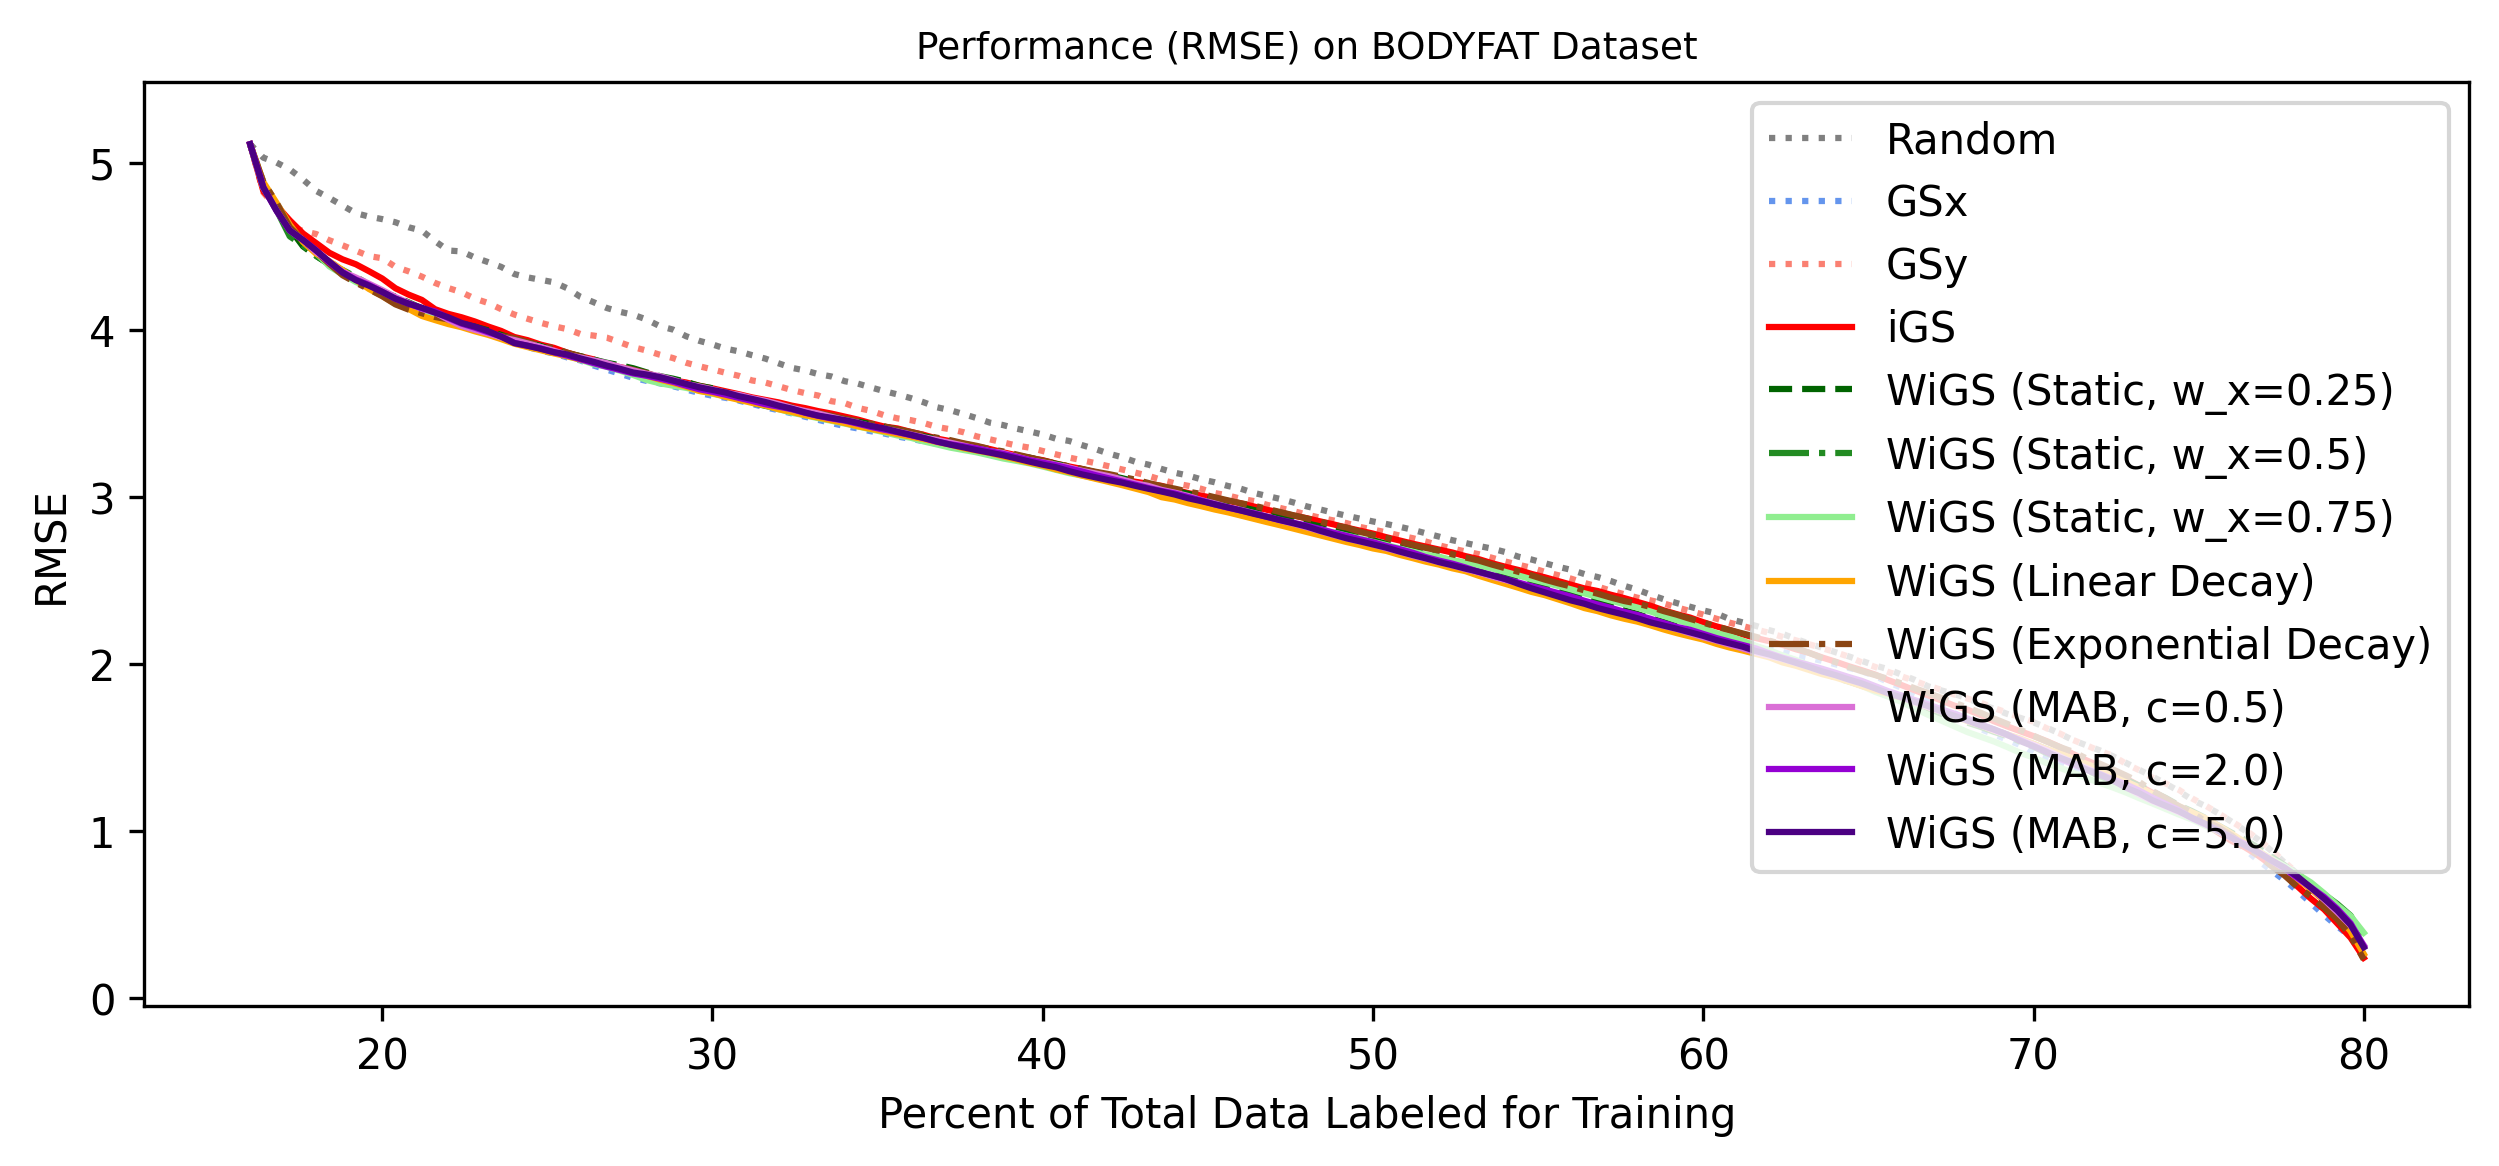 Performance (RMSE) on BODYFAT Dataset
RMSE
5
4
3
2
1
0
20 30 40 50 60 70 80
Percent of Total Data Labeled for Training
Random
GSx
GSy
iGS
WiGS (Static, w_x=0.25)
WiGS (Static, w_x=0.5)
WiGS (Static, w_x=0.75)
WiGS (Linear Decay)
WiGS (Exponential Decay)
WiGS (MAB, c=0.5)
WiGS (MAB, c=2.0)
WiGS (MAB, c=5.0)